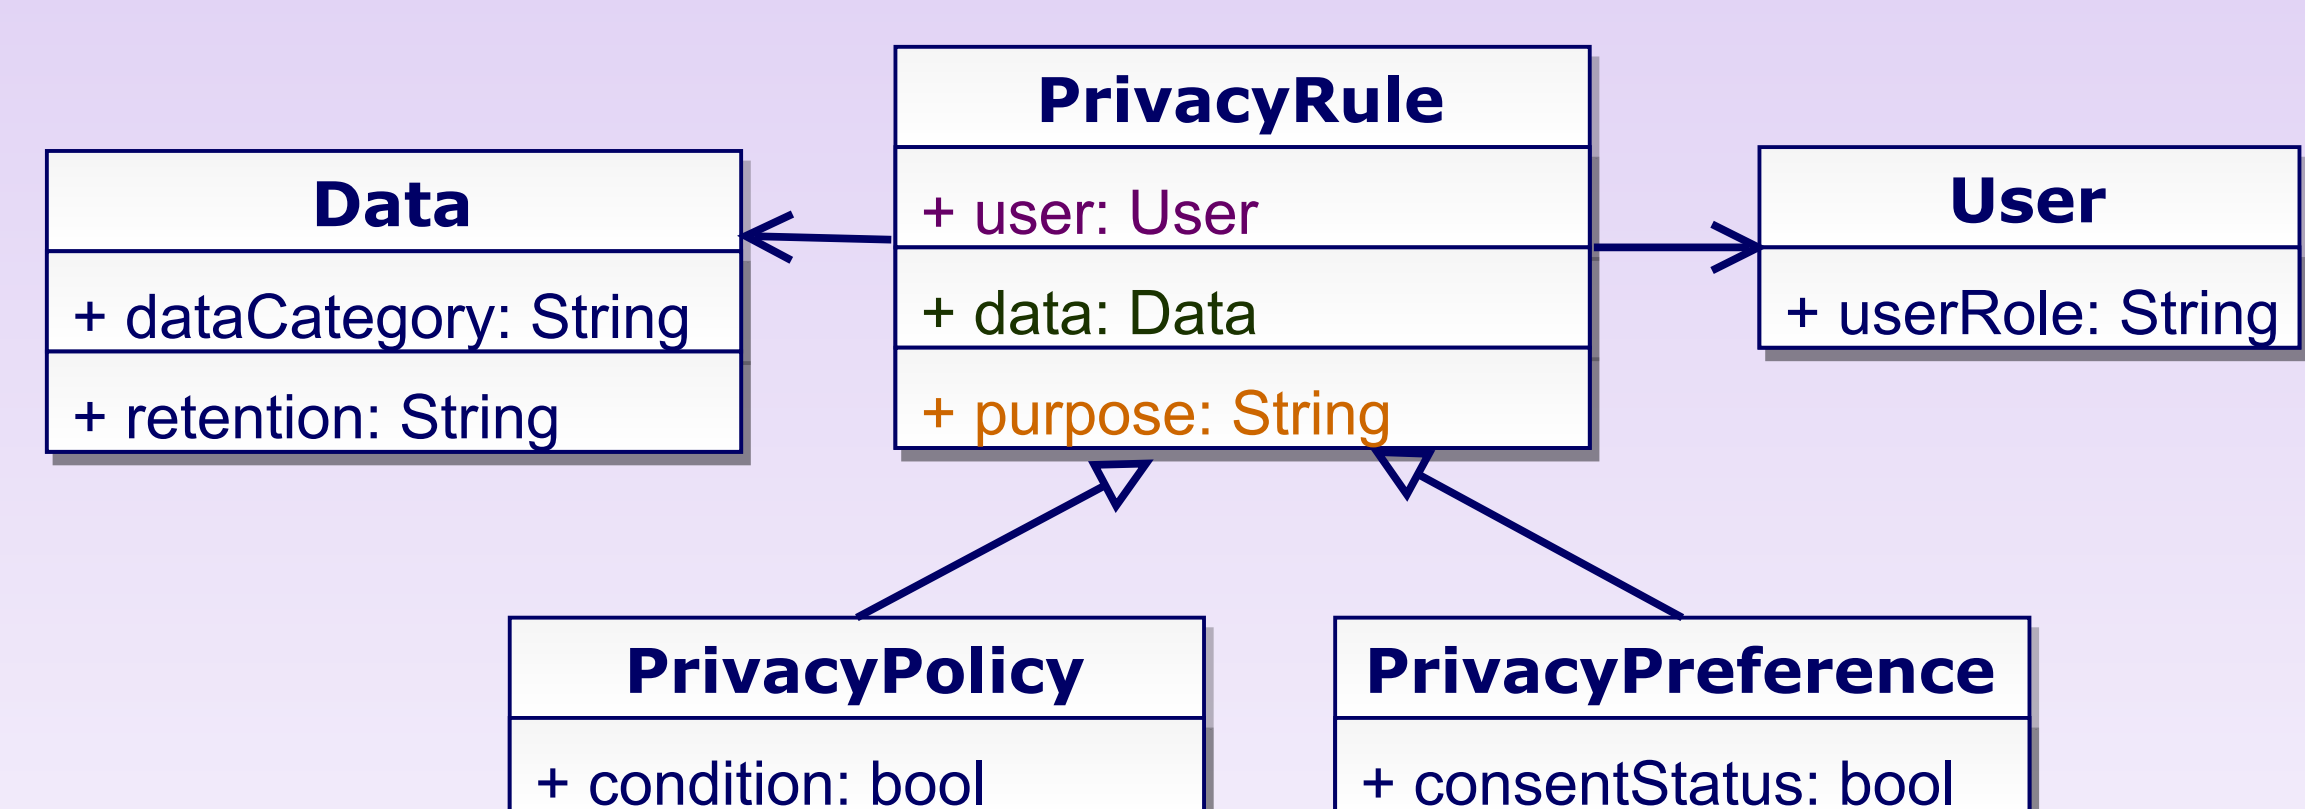 PrivacyRule
+ user: User
+ data: Data
+ purpose: String
Data
+ dataCategory: String
+ retention: String
User
+ userRole: String
PrivacyPolicy
+ condition: bool
PrivacyPreference
+ consentStatus: bool